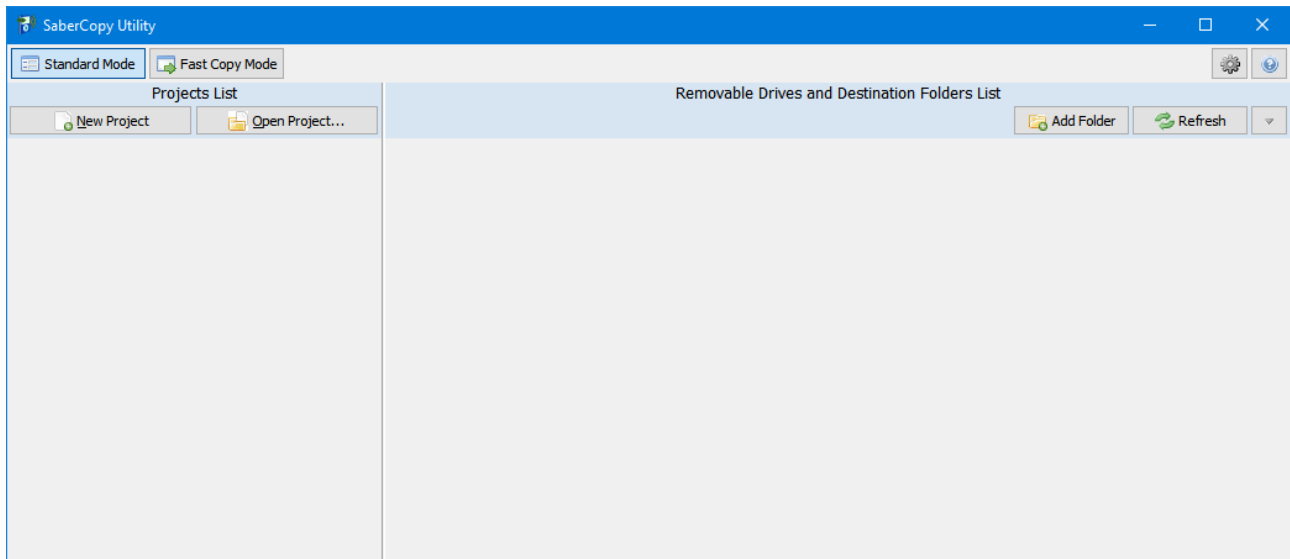 SaberCopy Utility
Standard Mode Fast Copy Mode
Projects List
New Project Open Project...
Removable Drives and Destination Folders List
Add Folder Refresh